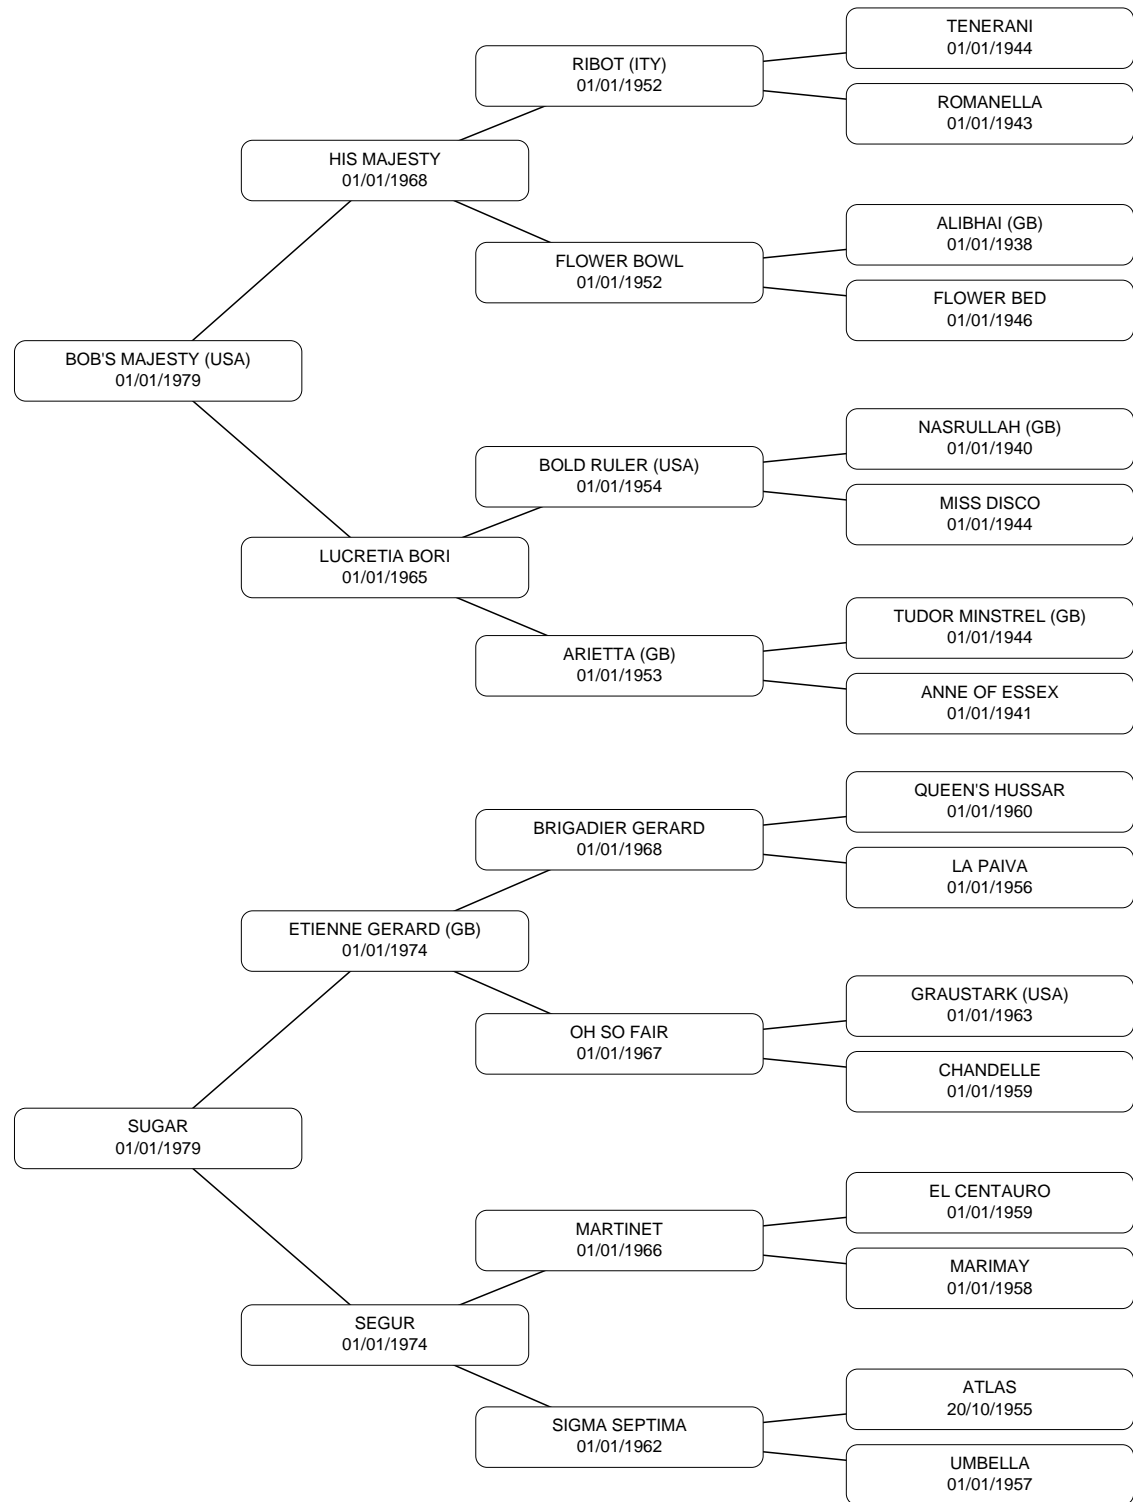 TENERANI
01/01/1944
RIBOT (ITY)
01/01/1952
ROMANELLA
01/01/1943
HIS MAJESTY
01/01/1968
ALIBHAI (GB)
01/01/1938
FLOWER BOWL
01/01/1952
FLOWER BED
01/01/1946
BOB'S MAJESTY (USA)
01/01/1979
NASRULLAH (GB)
01/01/1940
BOLD RULER (USA)
01/01/1954
MISS DISCO
01/01/1944
LUCRETIA BORI
01/01/1965
TUDOR MINSTREL (GB)
01/01/1944
ARIETTA (GB)
01/01/1953
ANNE OF ESSEX
01/01/1941
QUEEN'S HUSSAR
01/01/1960
BRIGADIER GERARD
01/01/1968
LA PAIVA
01/01/1956
ETIENNE GERARD (GB)
01/01/1974
GRAUSTARK (USA)
01/01/1963
OH SO FAIR
01/01/1967
CHANDELLE
01/01/1959
SUGAR
01/01/1979
EL CENTAURO
01/01/1959
MARTINET
01/01/1966
MARIMAY
01/01/1958
SEGUR
01/01/1974
ATLAS
20/10/1955
SIGMA SEPTIMA
01/01/1962
UMBELLA
01/01/1957